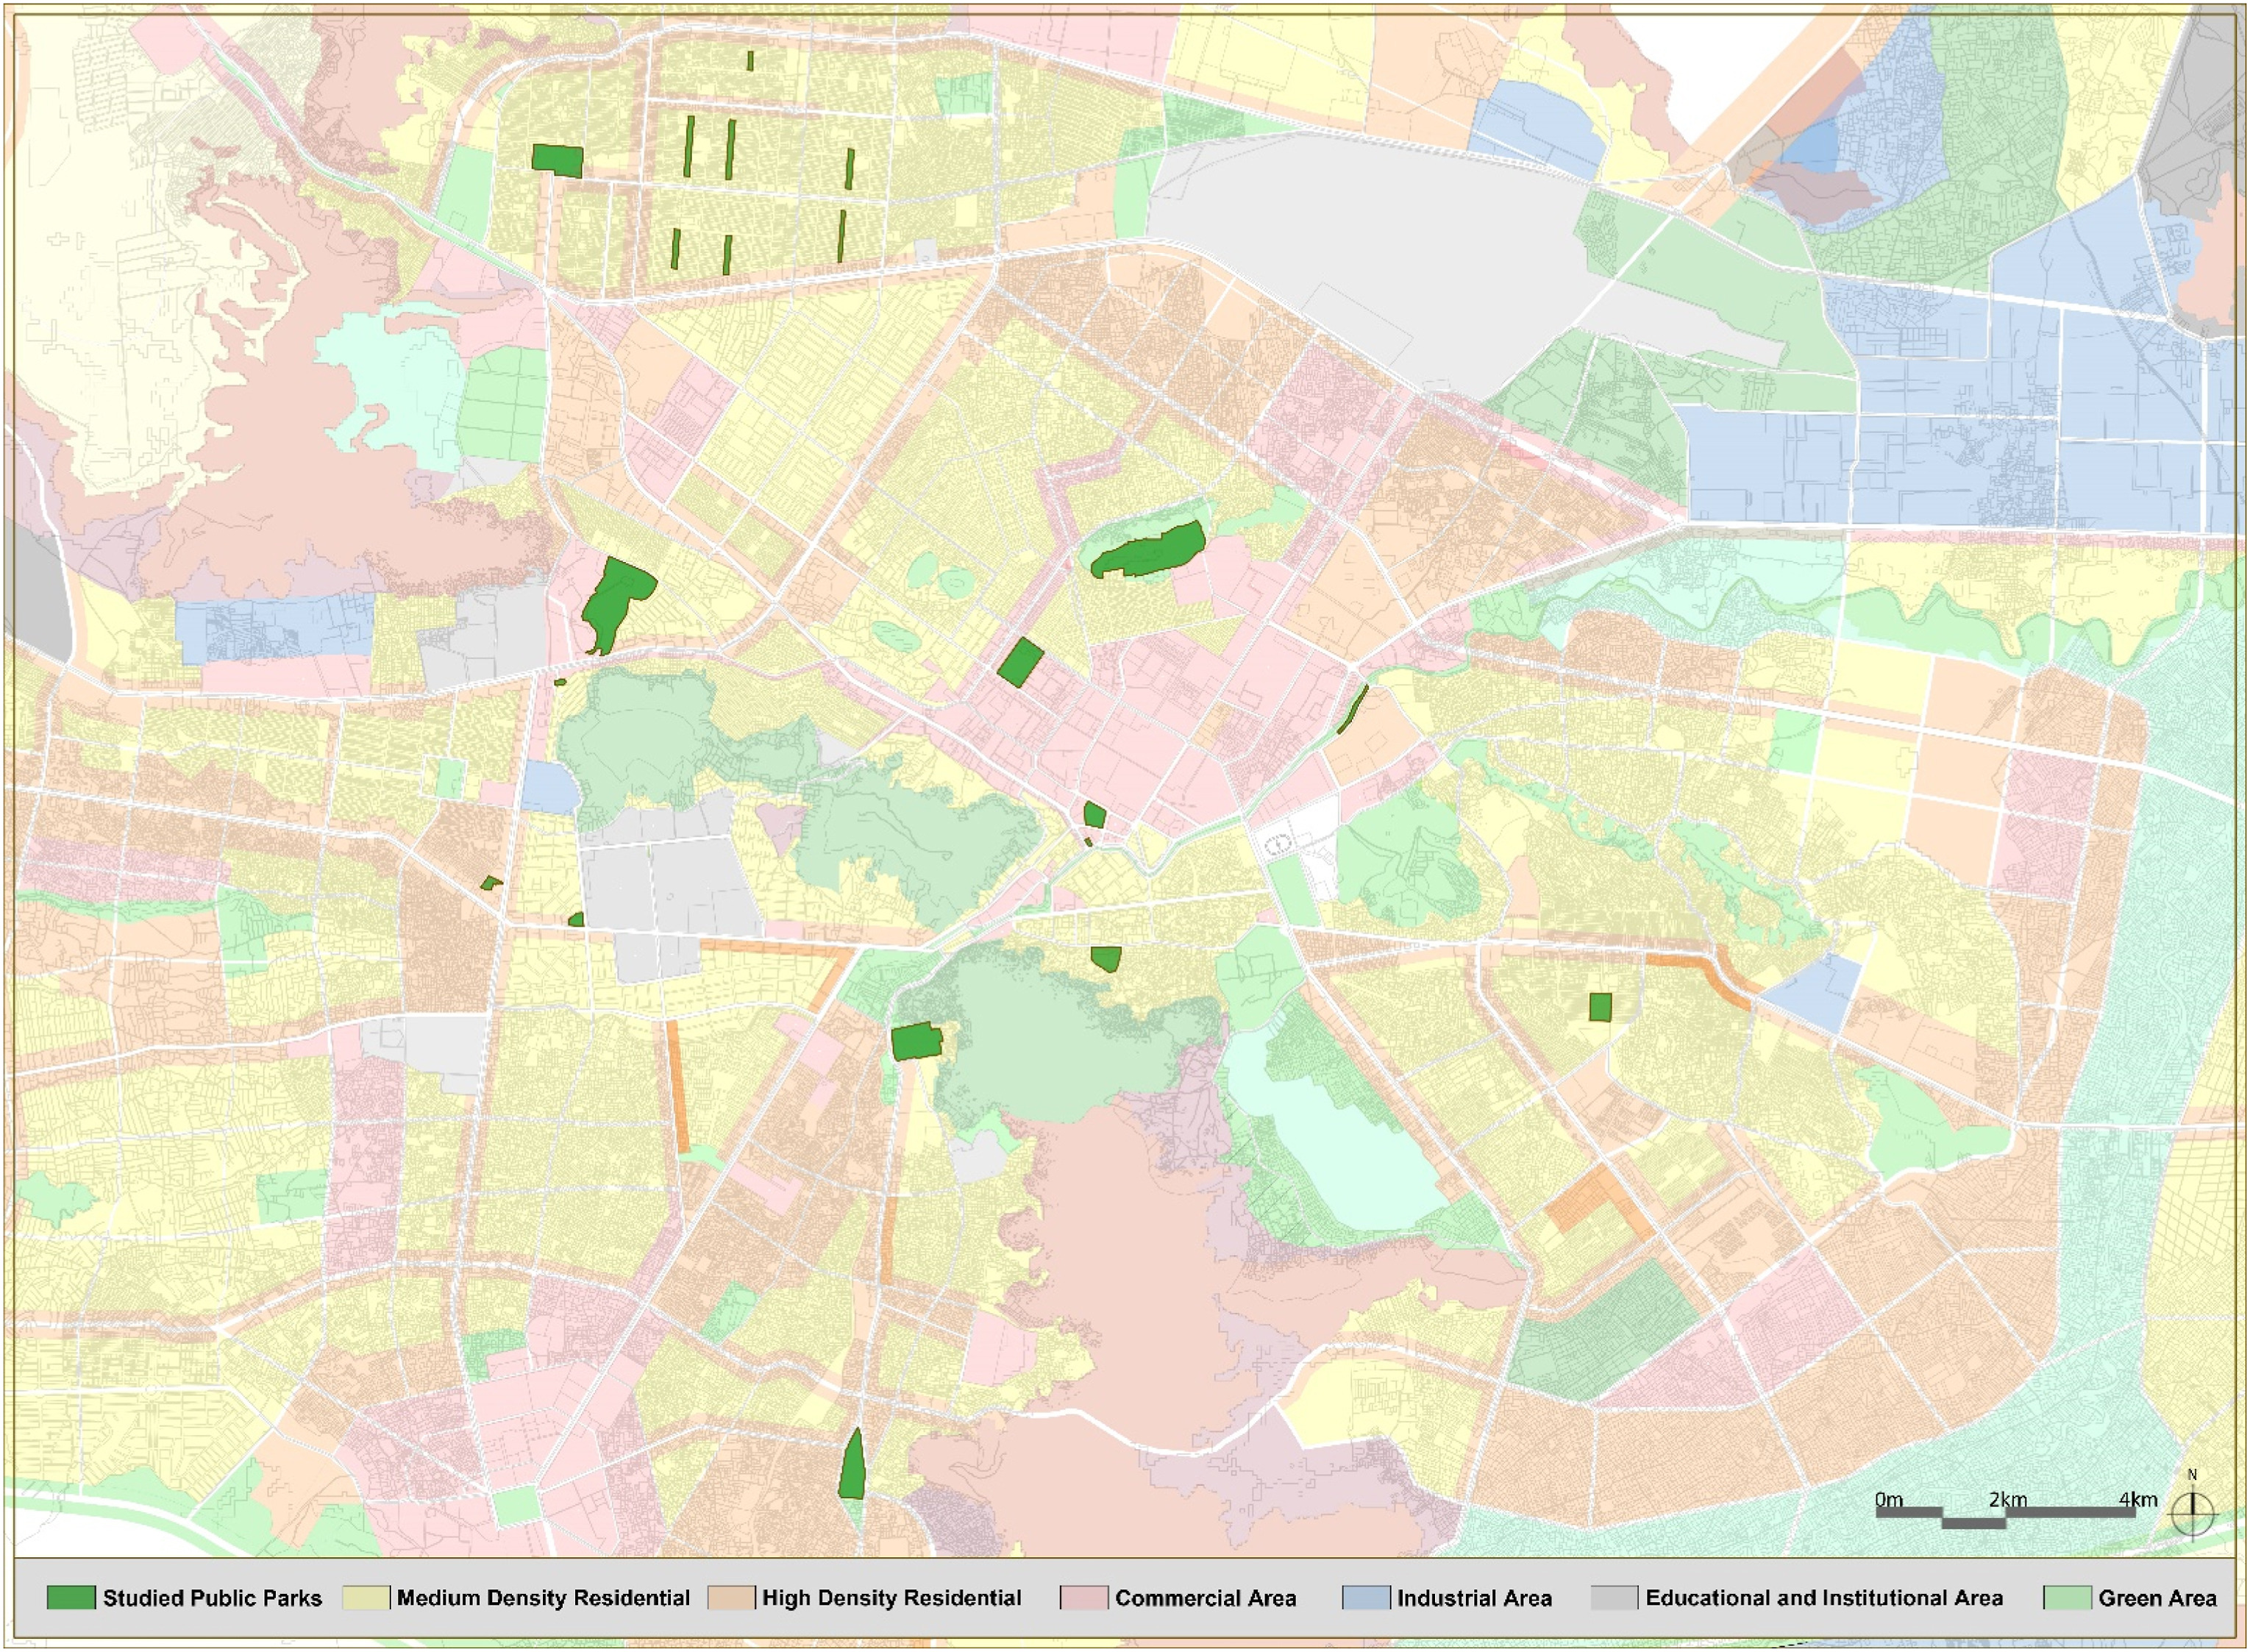 N
0m 2km 4km
Studied Public Parks Medium Density Residential High Density Residential Commercial Area Industrial Area Educational and Institutional Area Green Area